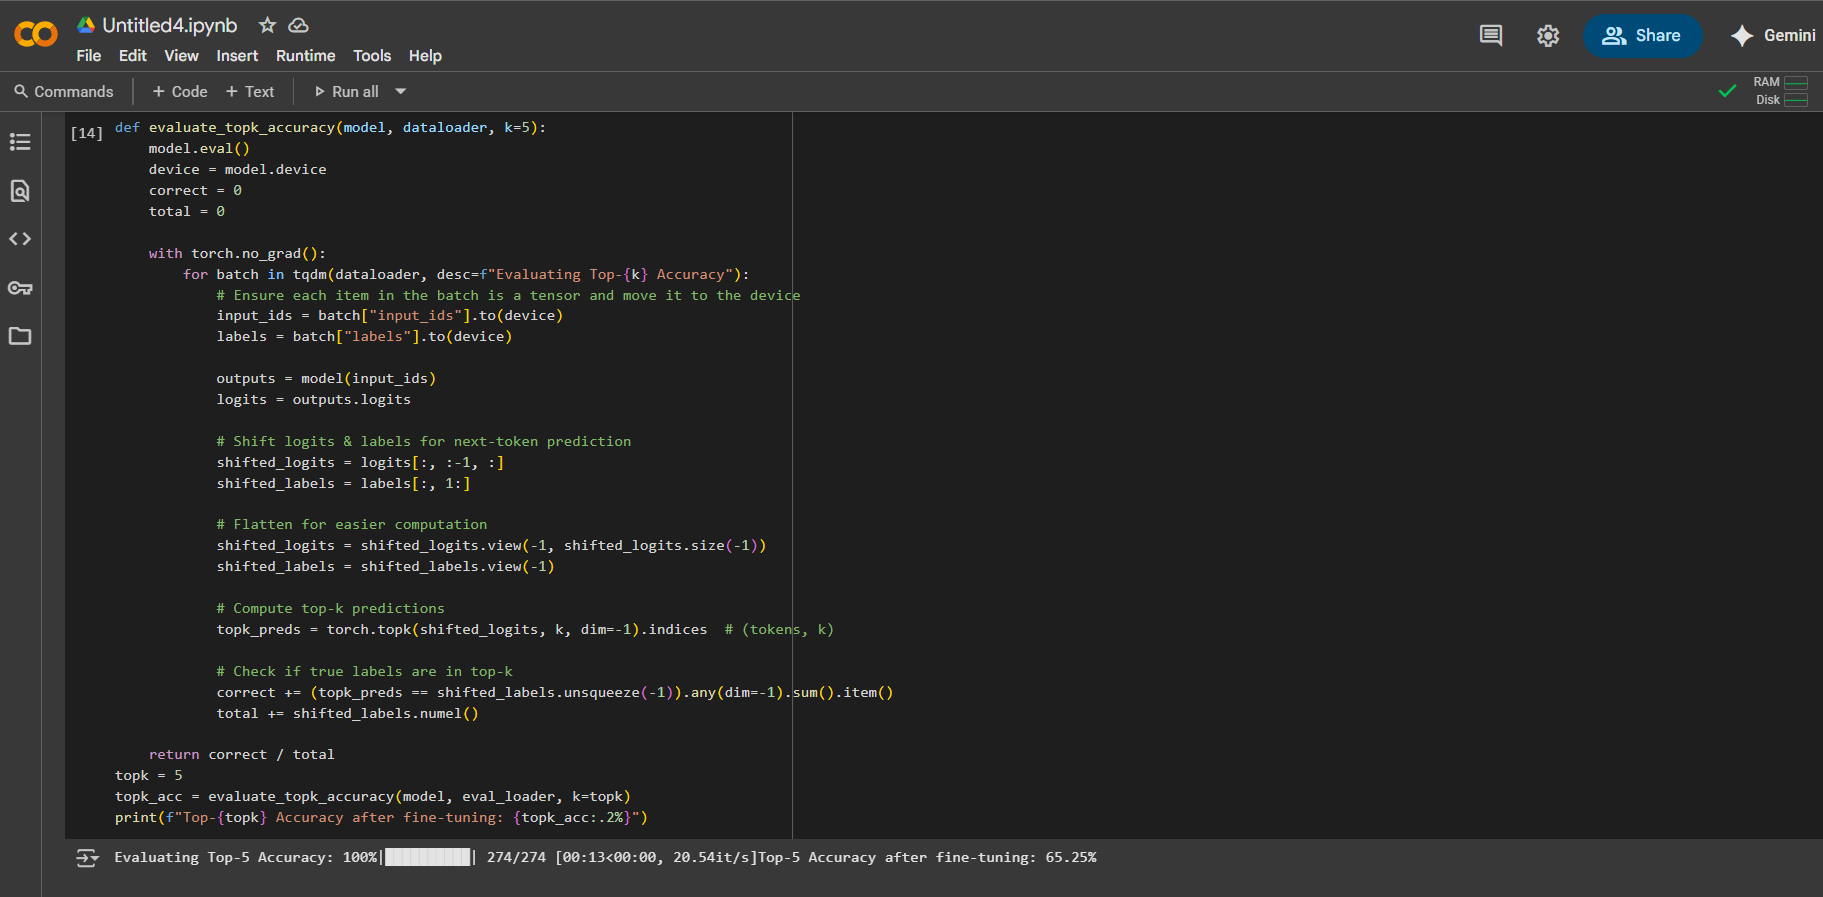 Untitled4.ipynb
File Edit View Insert Runtime Tools Help
Share
Gemini
Commands + Code + Text Run all
RAM
Disk
[14]
def evaluate_topk_accuracy(model, dataloader, k=5):
    model.eval()
    device = model.device
    correct = 0
    total = 0

    with torch.no_grad():
        for batch in tqdm(dataloader, desc=f"Evaluating Top-{k} Accuracy"):
            # Ensure each item in the batch is a tensor and move it to the device
            input_ids = batch["input_ids"].to(device)
            labels = batch["labels"].to(device)

            outputs = model(input_ids)
            logits = outputs.logits

            # Shift logits & labels for next-token prediction
            shifted_logits = logits[:, :-1, :]
            shifted_labels = labels[:, 1:]

            # Flatten for easier computation
            shifted_logits = shifted_logits.view(-1, shifted_logits.size(-1))
            shifted_labels = shifted_labels.view(-1)

            # Compute top-k predictions
            topk_preds = torch.topk(shifted_logits, k, dim=-1).indices  # (tokens, k)

            # Check if true labels are in top-k
            correct += (topk_preds == shifted_labels.unsqueeze(-1)).any(dim=-1).sum().item()
            total += shifted_labels.numel()

    return correct / total
topk = 5
topk_acc = evaluate_topk_accuracy(model, eval_loader, k=topk)
print(f"Top-{topk} Accuracy after fine-tuning: {topk_acc:.2%}")
Evaluating Top-5 Accuracy: 100%|██████████| 274/274 [00:13<00:00, 20.54it/s]Top-5 Accuracy after fine-tuning: 65.25%